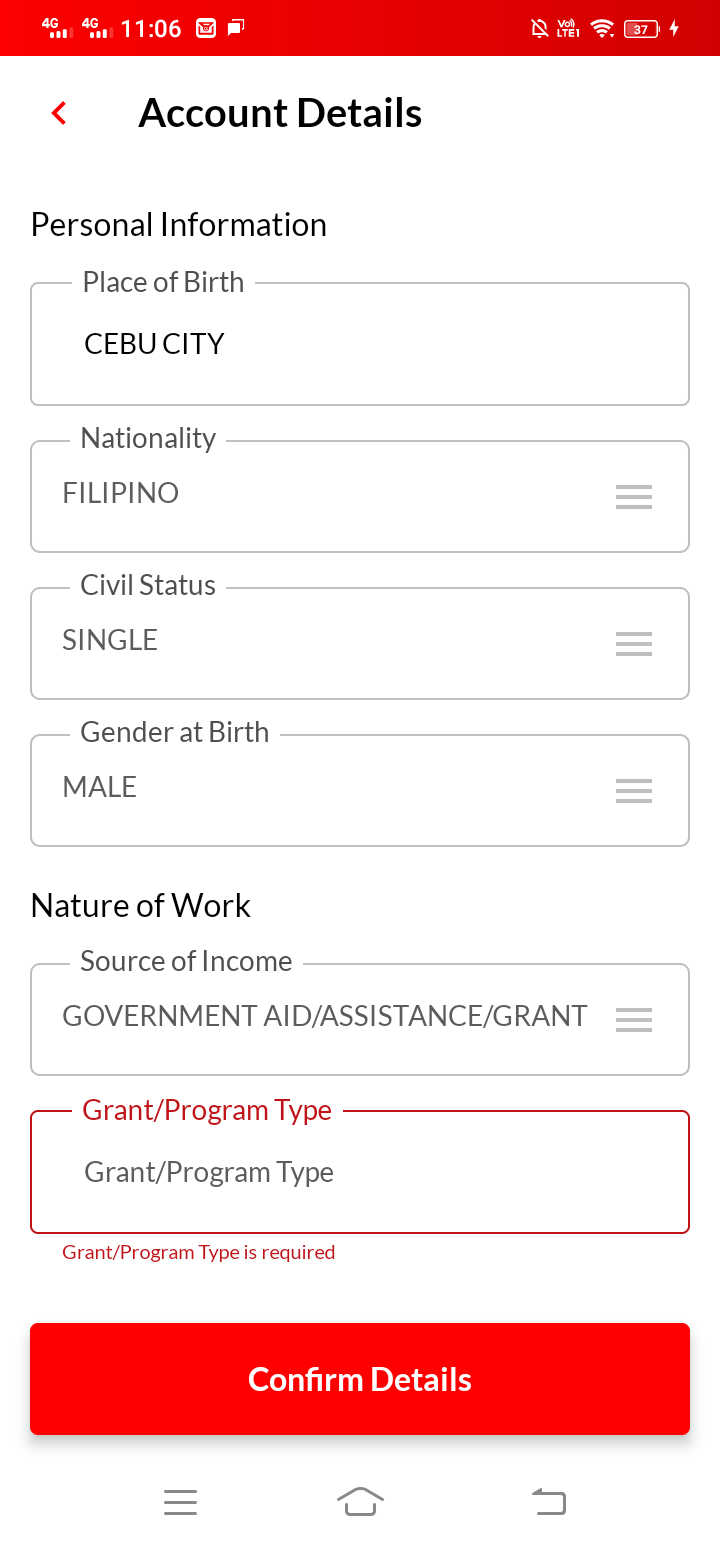 4G 4G 11:06 Vo) LTE1 37
Account Details
Personal Information
Place of Birth
CEBU CITY
Nationality
FILIPINO
Civil Status
SINGLE
Gender at Birth
MALE
Nature of Work
Source of Income
GOVERNMENT AID/ASSISTANCE/GRANT
Grant/Program Type
Grant/Program Type
Grant/Program Type is required
Confirm Details